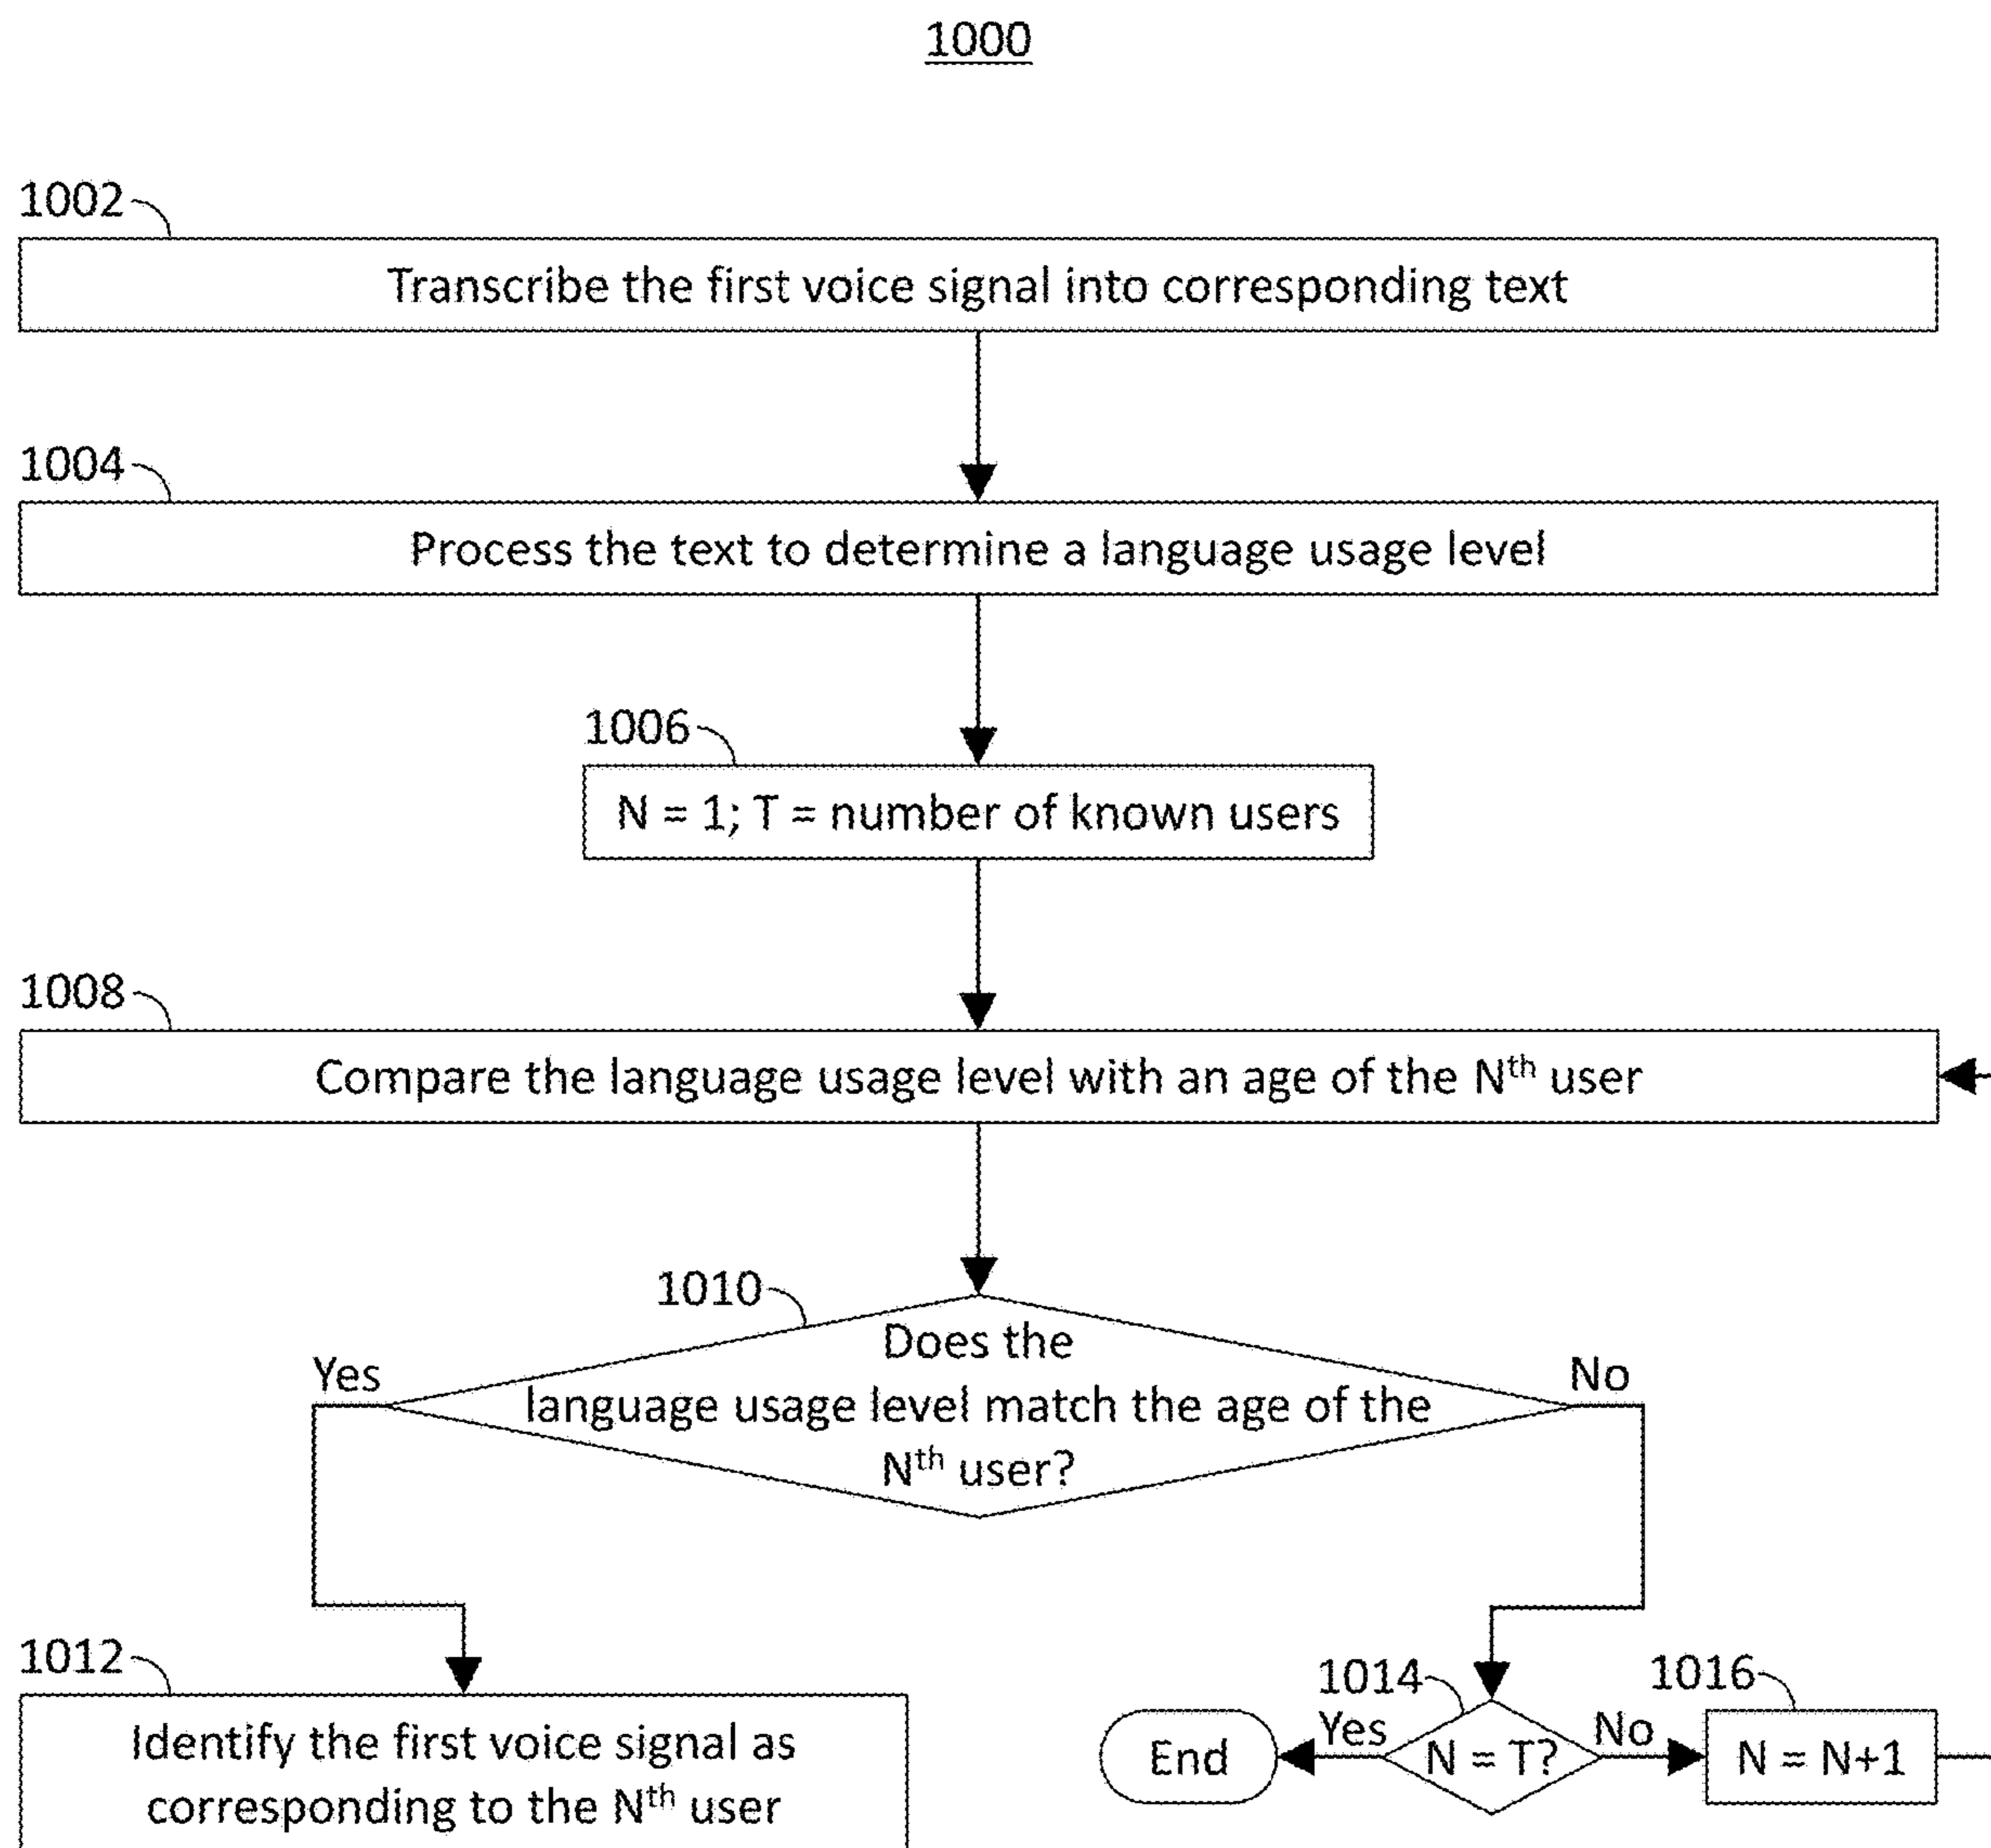 1000
1002
Transcribe the first voice signal into corresponding text
1004
Process the text to determine a language usage level
1006
N = 1; T = number of known users
1008
Compare the language usage level with an age of the Nth user
1010
Does the
language usage level match the age of the
Nth user?
Yes
No
1012
Identify the first voice signal as
corresponding to the Nth user
1014
N = T?
Yes
End
No
1016
N = N+1